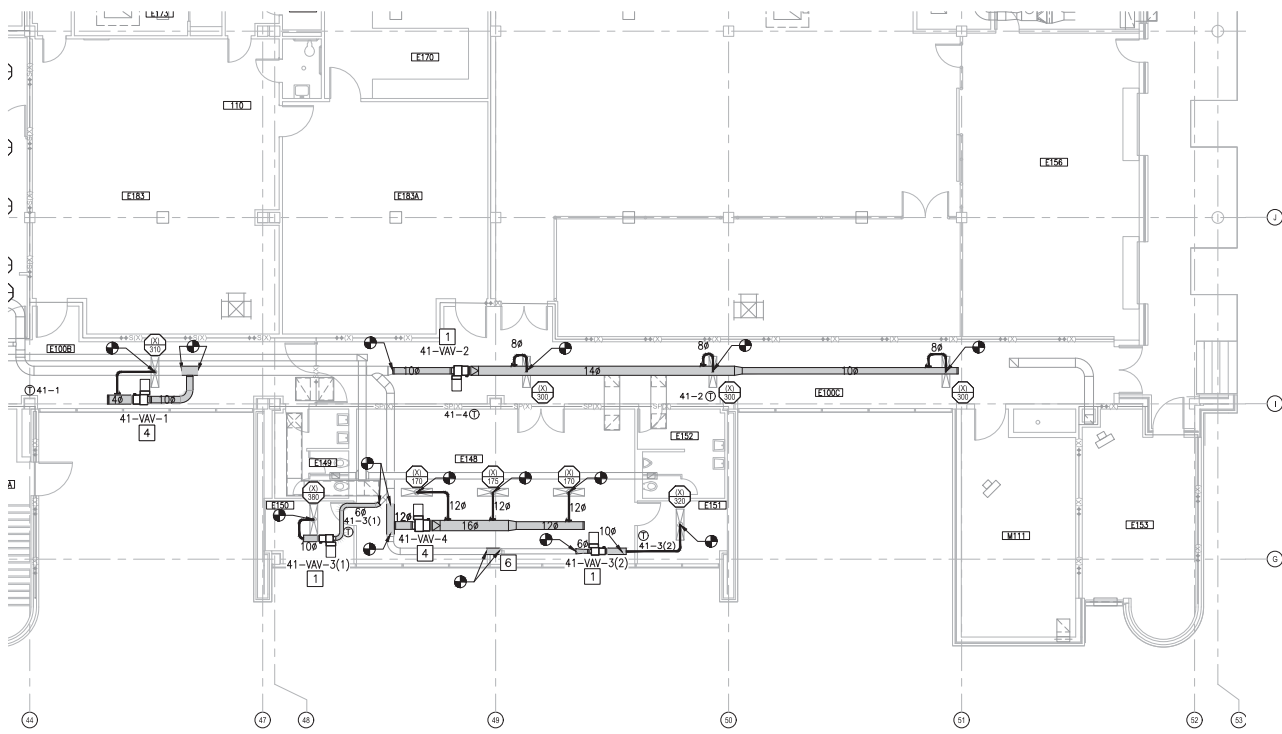 E173
E170
110
E183
E183A
E156
J
E100B
(X)
310
1
41-VAV-2
8ø
8ø
8ø
10ø
14ø
10ø
(X)
300
(X)
300
(X)
300
41-1
T
4ø
10ø
41-VAV-1
4
41-4
T
41-2
T
E100C
I
E149
E148
E152
(X)
170
(X)
175
(X)
170
(X)
380
(X)
320
E150
6ø
41-3(1)
T
12ø
12ø
12ø
12ø
16ø
12ø
E151
10ø
41-VAV-3(1)
1
41-VAV-4
4
6
6ø
10ø
T
41-3(2)
41-VAV-3(2)
1
M111
E153
G
A
44
47
48
49
50
51
52
53